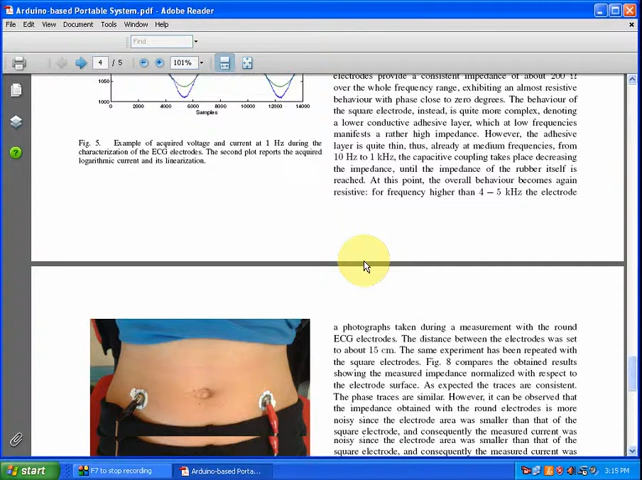 Arduino-based Portable System.pdf - Adobe Reader
File Edit View Document Tools Window Help
Find
4 / 5 101%
1050
1000
0 2000 4000 6000 8000 10000 12000 14000
Samples
Fig. 5. Example of acquired voltage and current at 1 Hz during the
characterization of the ECG electrodes. The second plot reports the acquired
logarithmic current and its linearization.
electrodes provide a consistent impedance of about 200 Ω
over the whole frequency range, exhibiting an almost resistive
behaviour with phase close to zero degrees. The behaviour of
the square electrode, instead, is quite more complex, denoting
a lower conductive adhesive layer, which at low frequencies
manifests a rather high impedance. However, the adhesive
layer is quite thin, thus, already at medium frequencies, from
10 Hz to 1 kHz, the capacitive coupling takes place decreasing
the impedance, until the impedance of the rubber itself is
reached. At this point, the overall behaviour becomes again
resistive: for frequency higher than 4 − 5 kHz the electrode
a photographs taken during a measurement with the round
ECG electrodes. The distance between the electrodes was set
to about 15 cm. The same experiment has been repeated with
the square electrodes. Fig. 8 compares the obtained results
showing the measured impedance normalized with respect to
the electrode surface. As expected the traces are consistent.
The phase traces are similar. However, it can be observed that
the impedance obtained with the round electrodes is more
noisy since the electrode area was smaller than that of the
square electrodes, and consequently the measured current was
noisy since the electrode area was smaller than that of the
square electrodes, and consequently the measured current was
start
F7 to stop recording
Arduino-based Porta...
3:15 PM